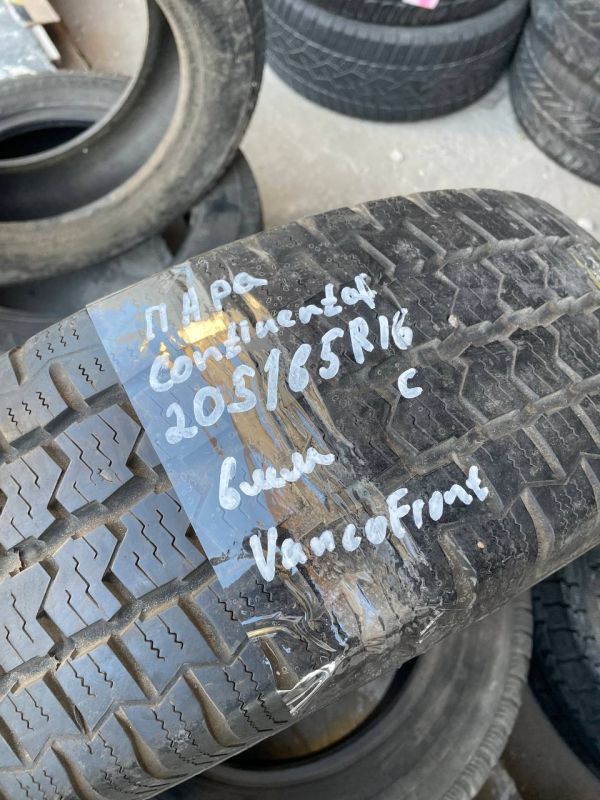 ПАра
Continental
205/65R16
C
6мм
VancoFront